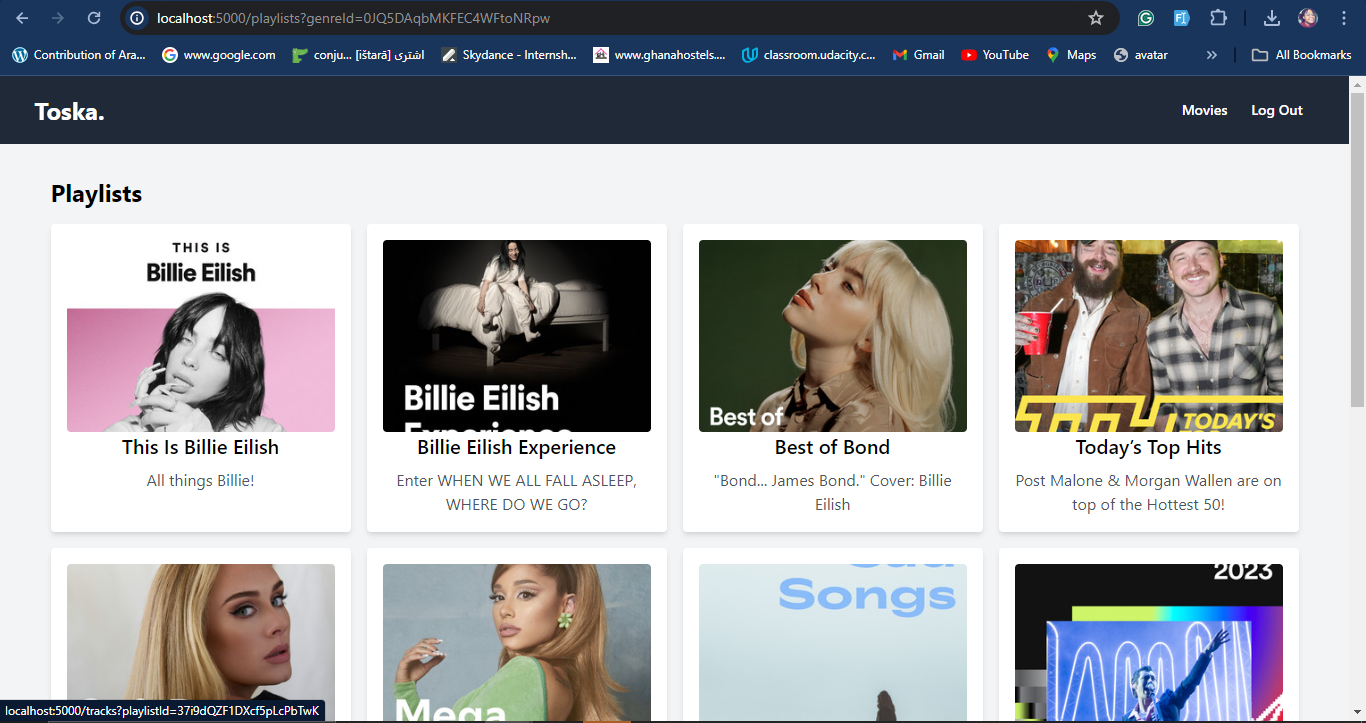 localhost:5000/playlists?genreId=0JQ5DAqbMKFEC4WFtoNRpw
Contribution of Ara...
www.google.com
conju... [ištarā] اشترى
Skydance - Internsh...
www.ghanahostels....
classroom.udacity.c...
Gmail
YouTube
Maps
avatar
»
All Bookmarks
Toska.
Movies
Log Out
Playlists
THIS IS
Billie Eilish
This Is Billie Eilish
All things Billie!
Billie Eilish
Experience
Billie Eilish Experience
Enter WHEN WE ALL FALL ASLEEP,
WHERE DO WE GO?
Best of
Best of Bond
"Bond... James Bond." Cover: Billie
Eilish
TODAY'S
Today’s Top Hits
Post Malone & Morgan Wallen are on
top of the Hottest 50!
Mega
Sad
Songs
2023
localhost:5000/tracks?playlistId=37i9dQZF1DXcf5pLcPbTwK